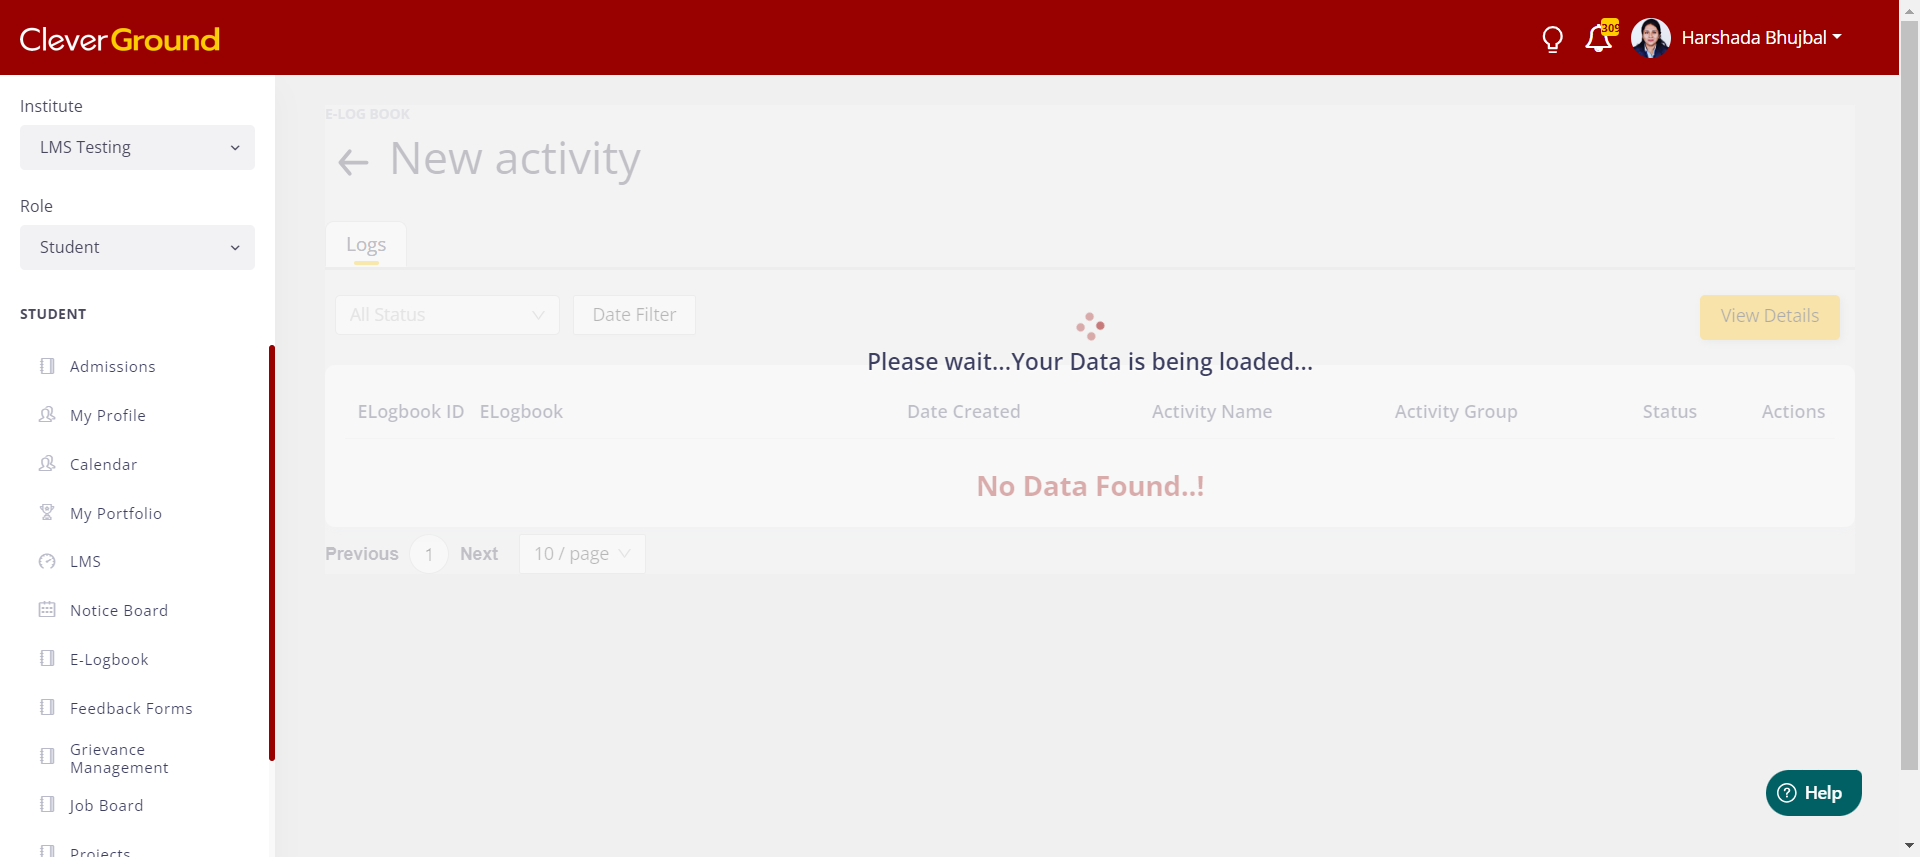 CleverGround
309
Harshada Bhujbal
Institute
LMS Testing
Role
Student
STUDENT
Admissions
My Profile
Calendar
My Portfolio
LMS
Notice Board
E-Logbook
Feedback Forms
Grievance
Management
Job Board
Projects
E-LOG BOOK
New activity
Logs
All Status
Date Filter
View Details
Please wait...Your Data is being loaded...
ELogbook ID ELogbook Date Created Activity Name Activity Group Status Actions
No Data Found..!
Previous 1 Next 10 / page
Help